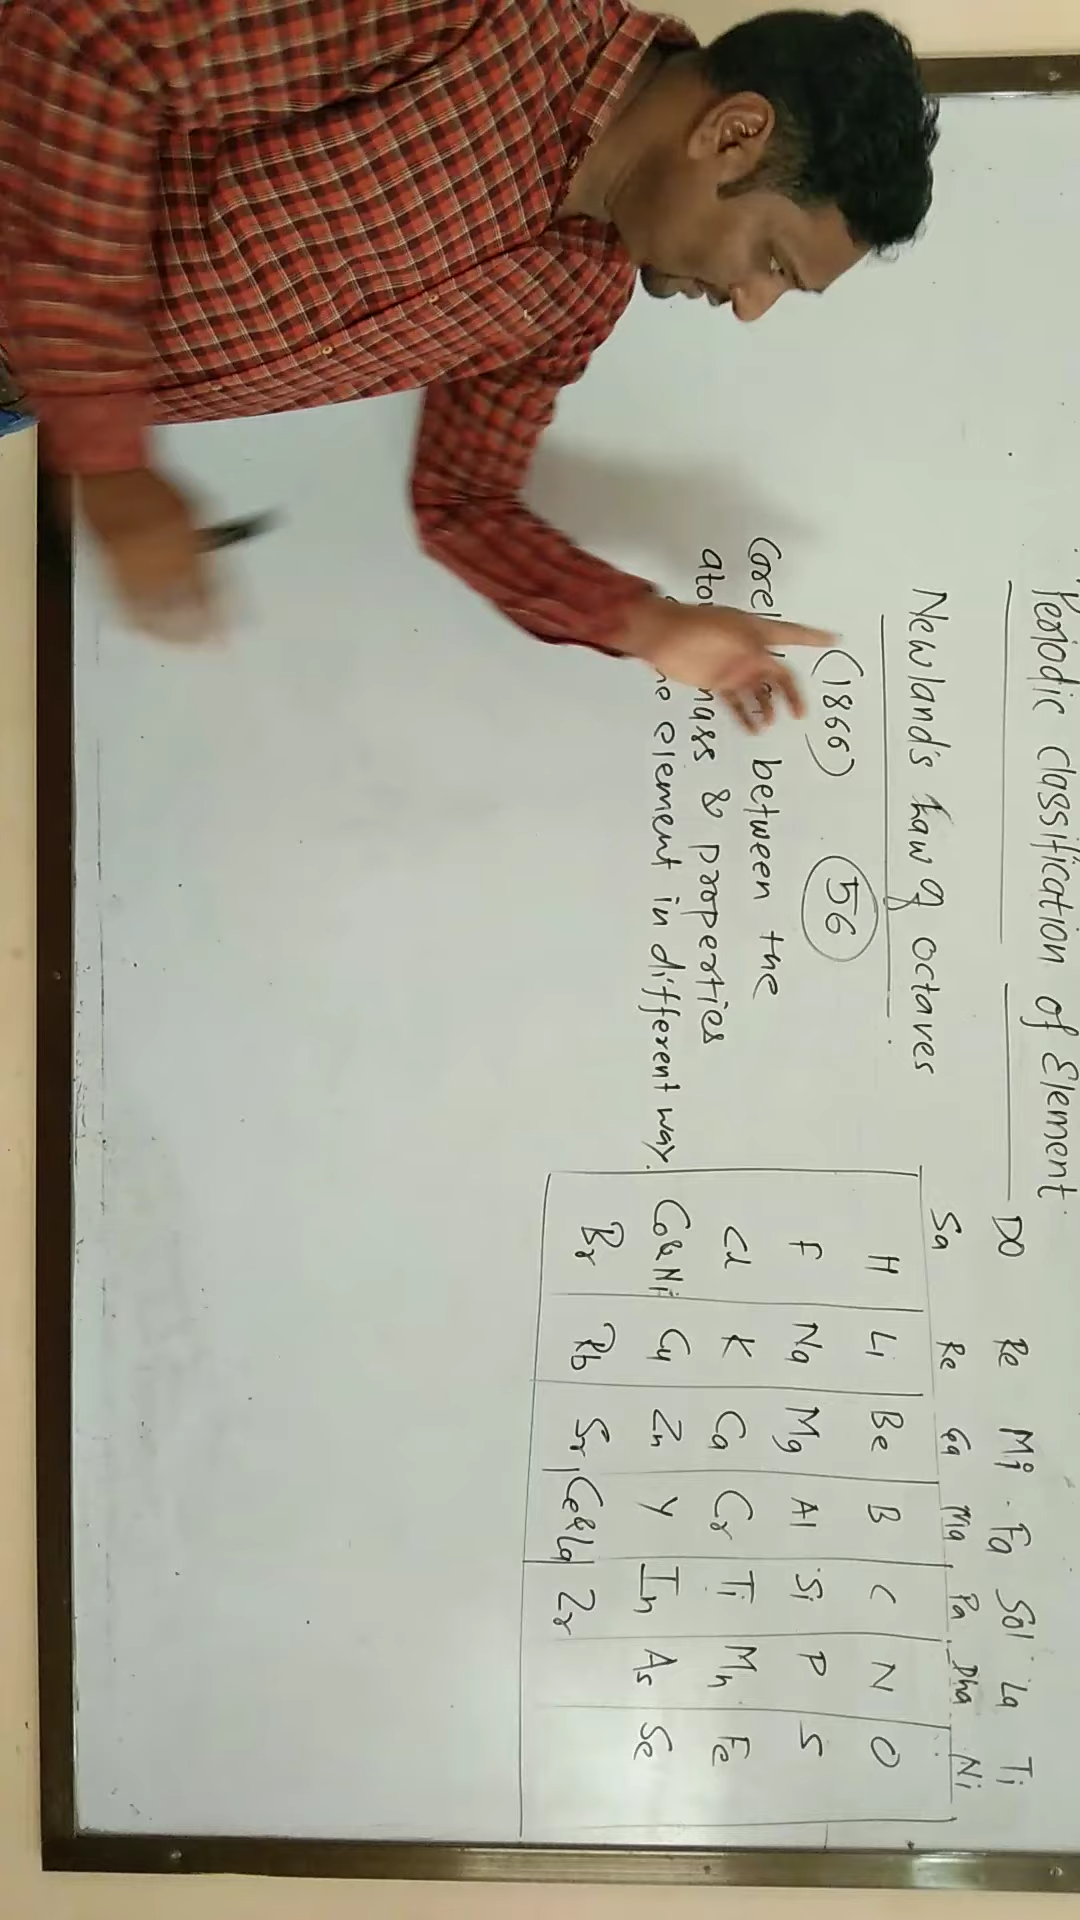 Periodic classification of Element
Newland's Law of octaves
(1866) 56
between the
mass & properties
element in different way.
DO Re Mi Fa Sol La Ti
Sa Re Ga Ma Pa Dha Ni
H Li Be B C N O
F Na Mg Al Si P S
Cl K Ca Cr Ti Mn Fe
Co&Ni Cu Zn Y In As Se
Br Rb Sr Ce&La Zr